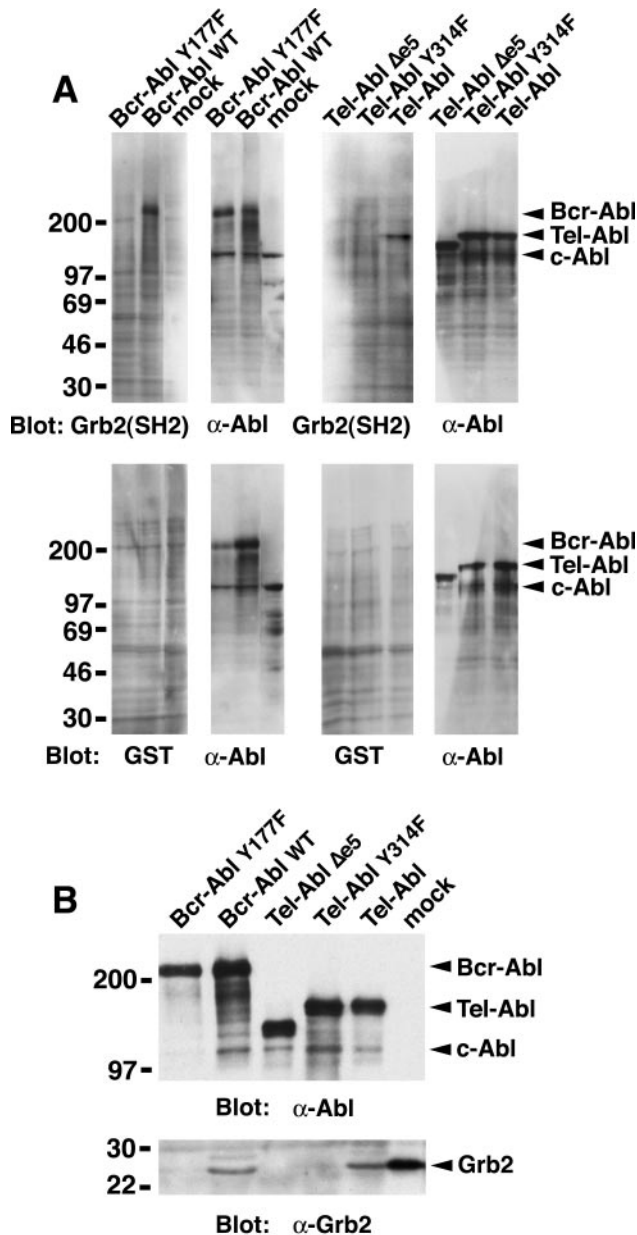 A
Bcr-Abl Y177F
Bcr-Abl WT
mock
Bcr-Abl Y177F
Bcr-Abl WT
mock
Tel-Abl Δe5
Tel-Abl Y314F
Tel-Abl
Tel-Abl Δe5
Tel-Abl Y314F
Tel-Abl
200
97
69
46
30
Bcr-Abl
Tel-Abl
c-Abl
Blot: Grb2(SH2) α-Abl Grb2(SH2) α-Abl
200
97
69
46
30
Bcr-Abl
Tel-Abl
c-Abl
Blot: GST α-Abl GST α-Abl
B
Bcr-Abl Y177F
Bcr-Abl WT
Tel-Abl Δe5
Tel-Abl Y314F
Tel-Abl
mock
200
97
Bcr-Abl
Tel-Abl
c-Abl
Blot: α-Abl
30
22
Grb2
Blot: α-Grb2